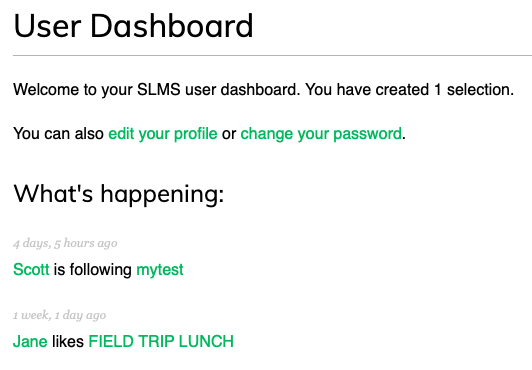 User Dashboard
Welcome to your SLMS user dashboard. You have created 1 selection.
You can also edit your profile or change your password.
What's happening:
4 days, 5 hours ago
Scott is following mytest
1 week, 1 day ago
Jane likes FIELD TRIP LUNCH